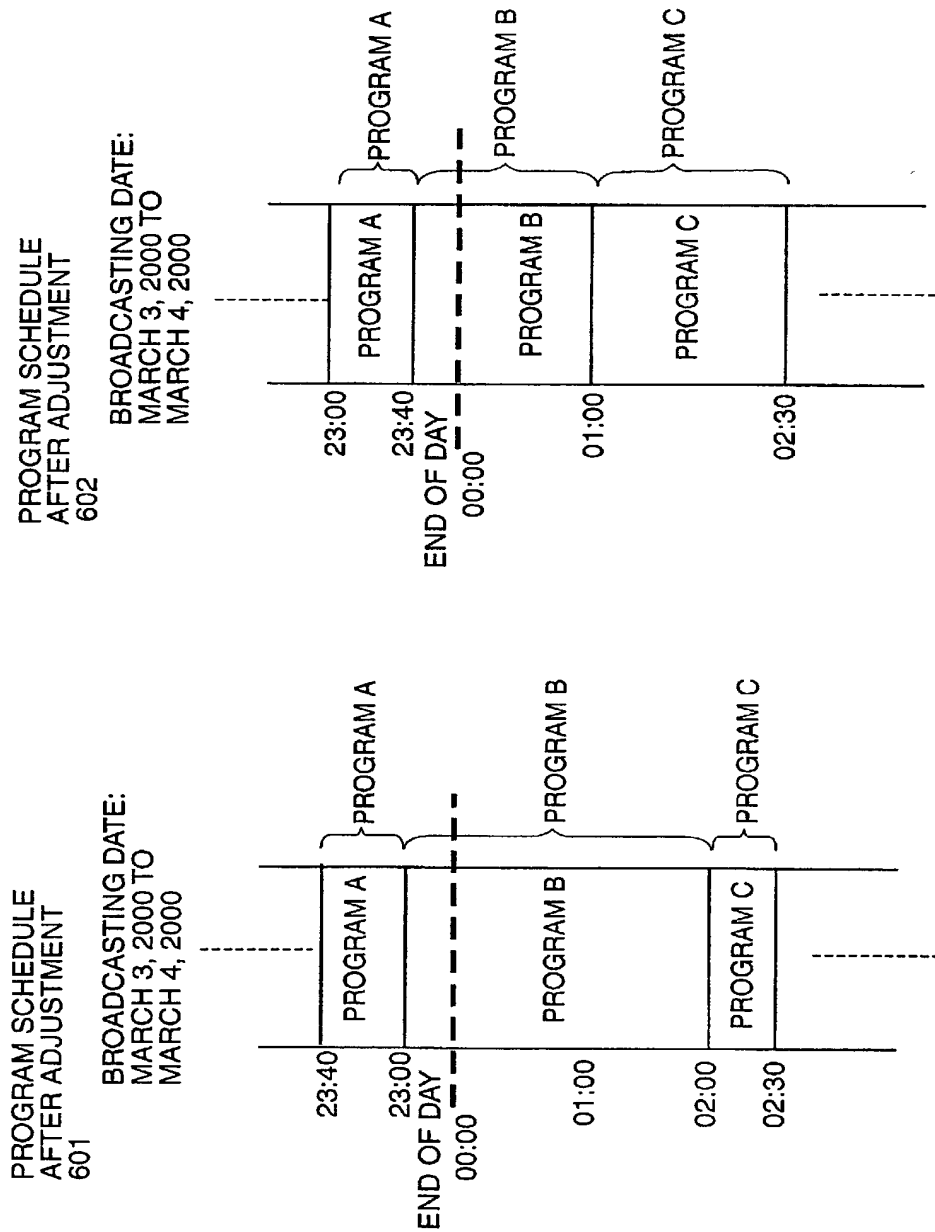 PROGRAM SCHEDULE
AFTER ADJUSTMENT
601
BROADCASTING DATE:
MARCH 3, 2000 TO
MARCH 4, 2000
23:40
PROGRAM A
PROGRAM A
23:00
END OF DAY
00:00
PROGRAM B
PROGRAM B
01:00
02:00
PROGRAM C
PROGRAM C
02:30
PROGRAM SCHEDULE
AFTER ADJUSTMENT
602
BROADCASTING DATE:
MARCH 3, 2000 TO
MARCH 4, 2000
23:00
PROGRAM A
PROGRAM A
23:40
END OF DAY
00:00
PROGRAM B
PROGRAM B
01:00
PROGRAM C
PROGRAM C
02:30